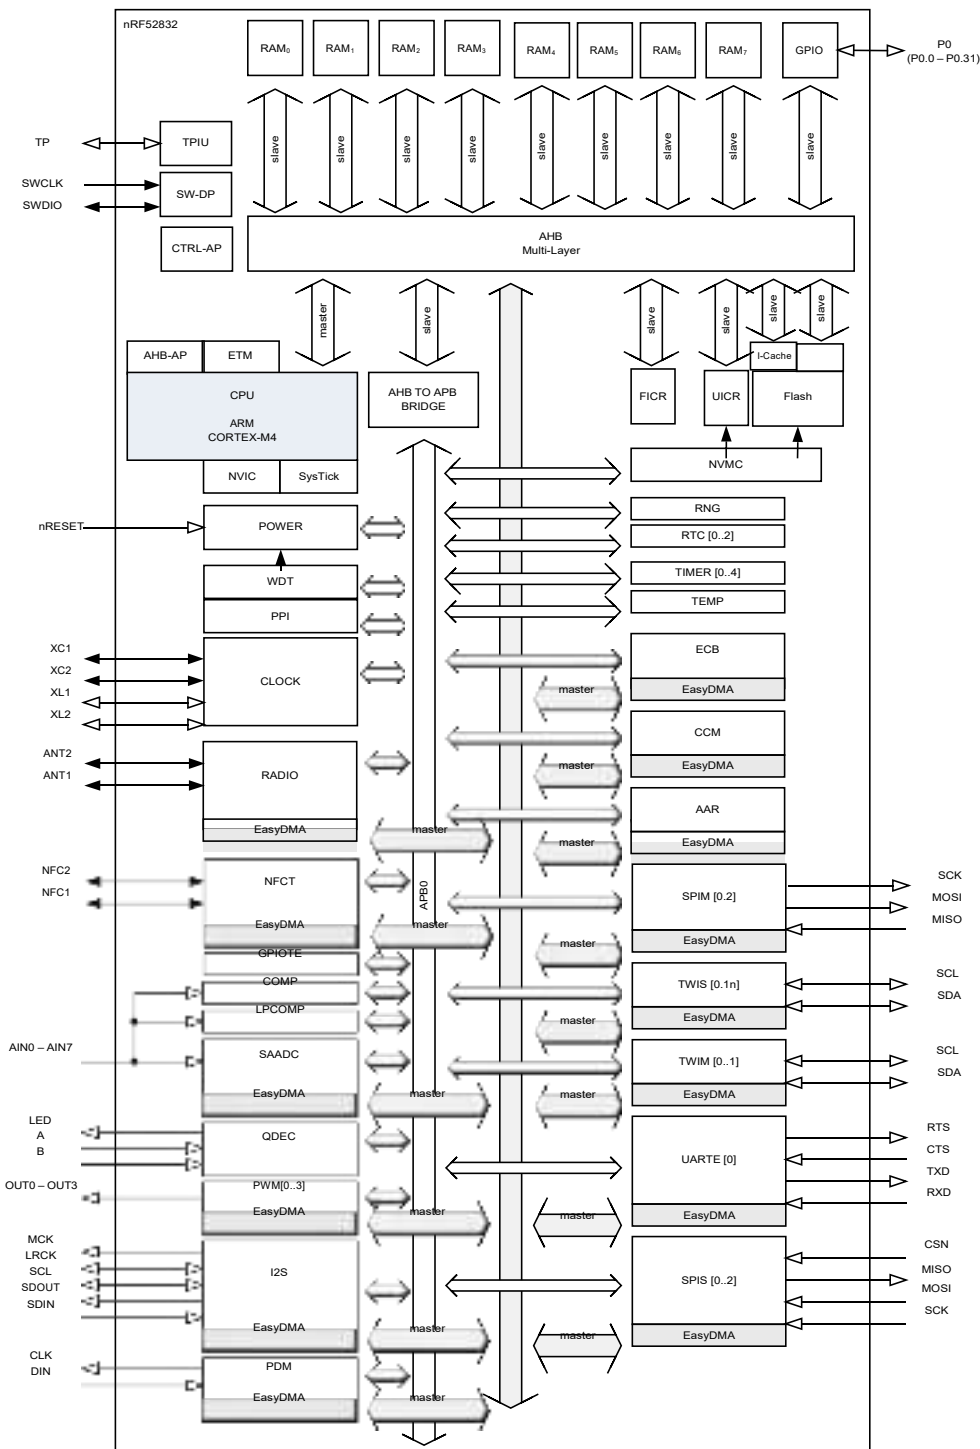 nRF52832
RAM0 RAM1 RAM2 RAM3 RAM4 RAM5 RAM6 RAM7 GPIO
P0
(P0.0 – P0.31)
slave slave slave slave slave slave slave slave slave
TP
TPIU
SWCLK
SW-DP
SWDIO
CTRL-AP
AHB
Multi-Layer
master slave slave slave slave slave
AHB-AP ETM
I-Cache
CPU
ARM
CORTEX-M4
AHB TO APB
BRIDGE
FICR UICR Flash
NVIC SysTick
NVMC
nRESET
POWER
RNG
RTC [0..2]
WDT
TIMER [0..4]
PPI
TEMP
XC1
XC2
XL1
XL2
CLOCK
ECB
master
EasyDMA
ANT2
ANT1
RADIO
EasyDMA
master
CCM
master
EasyDMA
AAR
master
EasyDMA
NFC2
NFC1
NFCT
EasyDMA
master
APB0
SPIM [0.2]
SCK
MOSI
MISO
master
EasyDMA
GPIOTE
COMP
LPCOMP
TWIS [0.1n]
SCL
SDA
master
EasyDMA
AIN0 – AIN7
SAADC
EasyDMA
master
TWIM [0..1]
SCL
SDA
master
EasyDMA
LED
A
B
QDEC
UARTE [0]
RTS
CTS
TXD
RXD
OUT0 – OUT3
PWM[0..3]
EasyDMA
master
master
EasyDMA
MCK
LRCK
SCL
SDOUT
SDIN
I2S
EasyDMA
master
SPIS [0..2]
CSN
MISO
MOSI
SCK
master
EasyDMA
CLK
DIN
PDM
EasyDMA
master